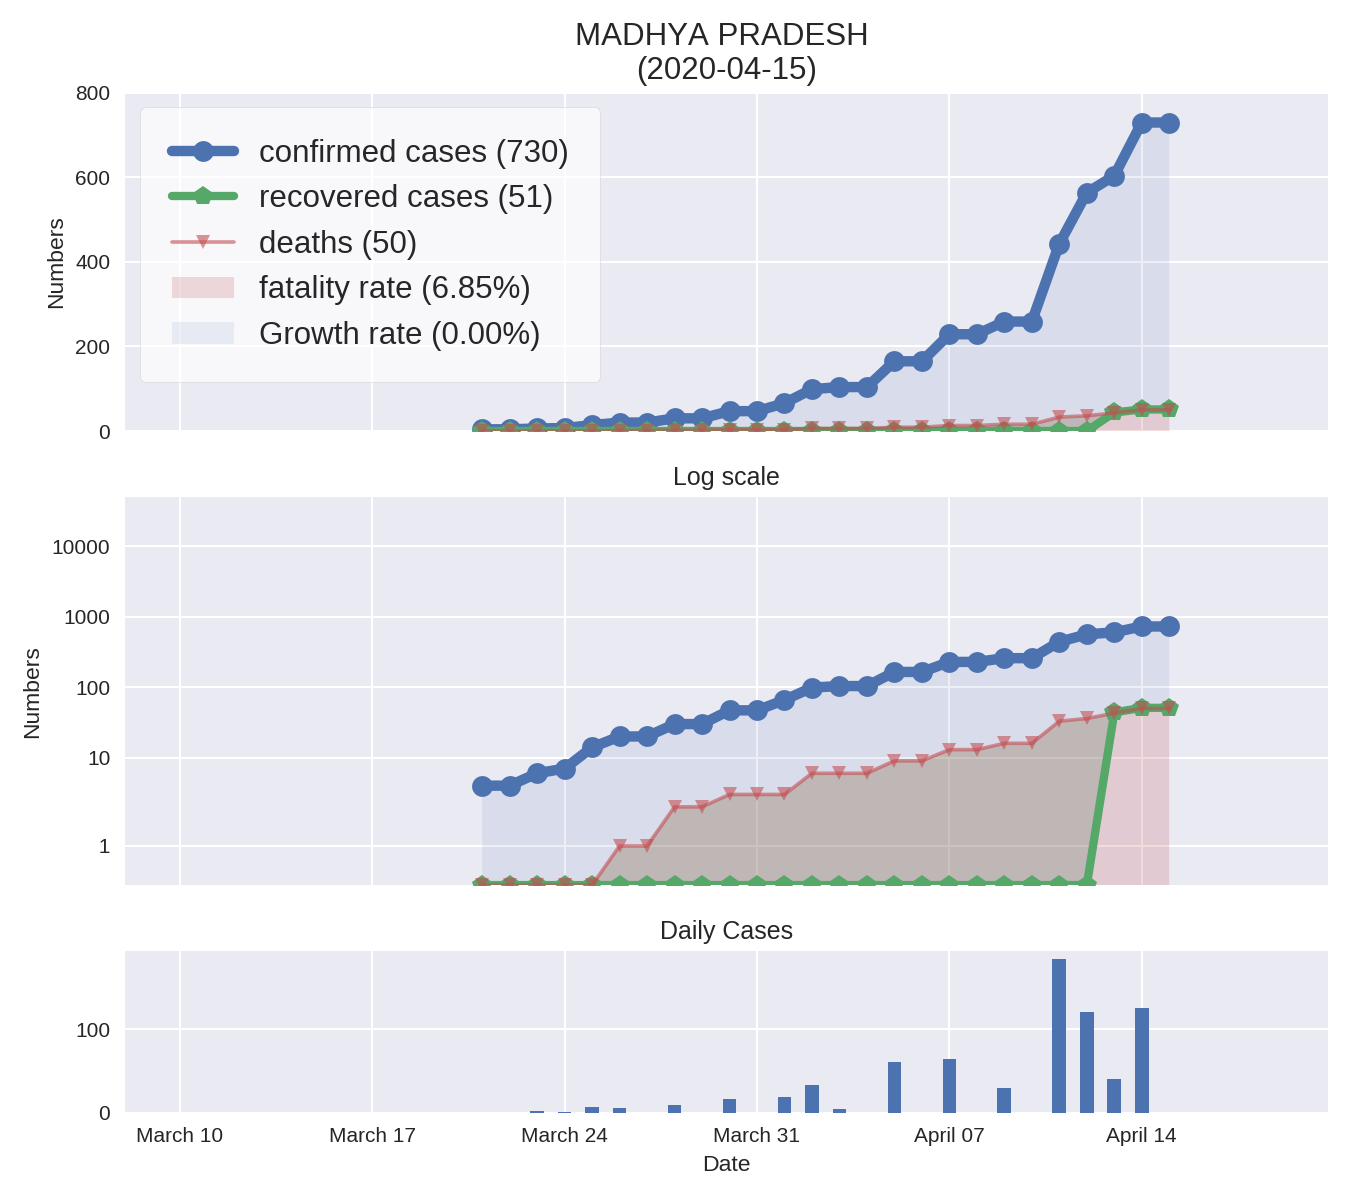 MADHYA PRADESH
(2020-04-15)
800
600
400
200
0
Numbers
confirmed cases (730)
recovered cases (51)
deaths (50)
fatality rate (6.85%)
Growth rate (0.00%)
Log scale
10000
1000
100
10
1
Numbers
Daily Cases
100
0
March 10 March 17 March 24 March 31 April 07 April 14
Date